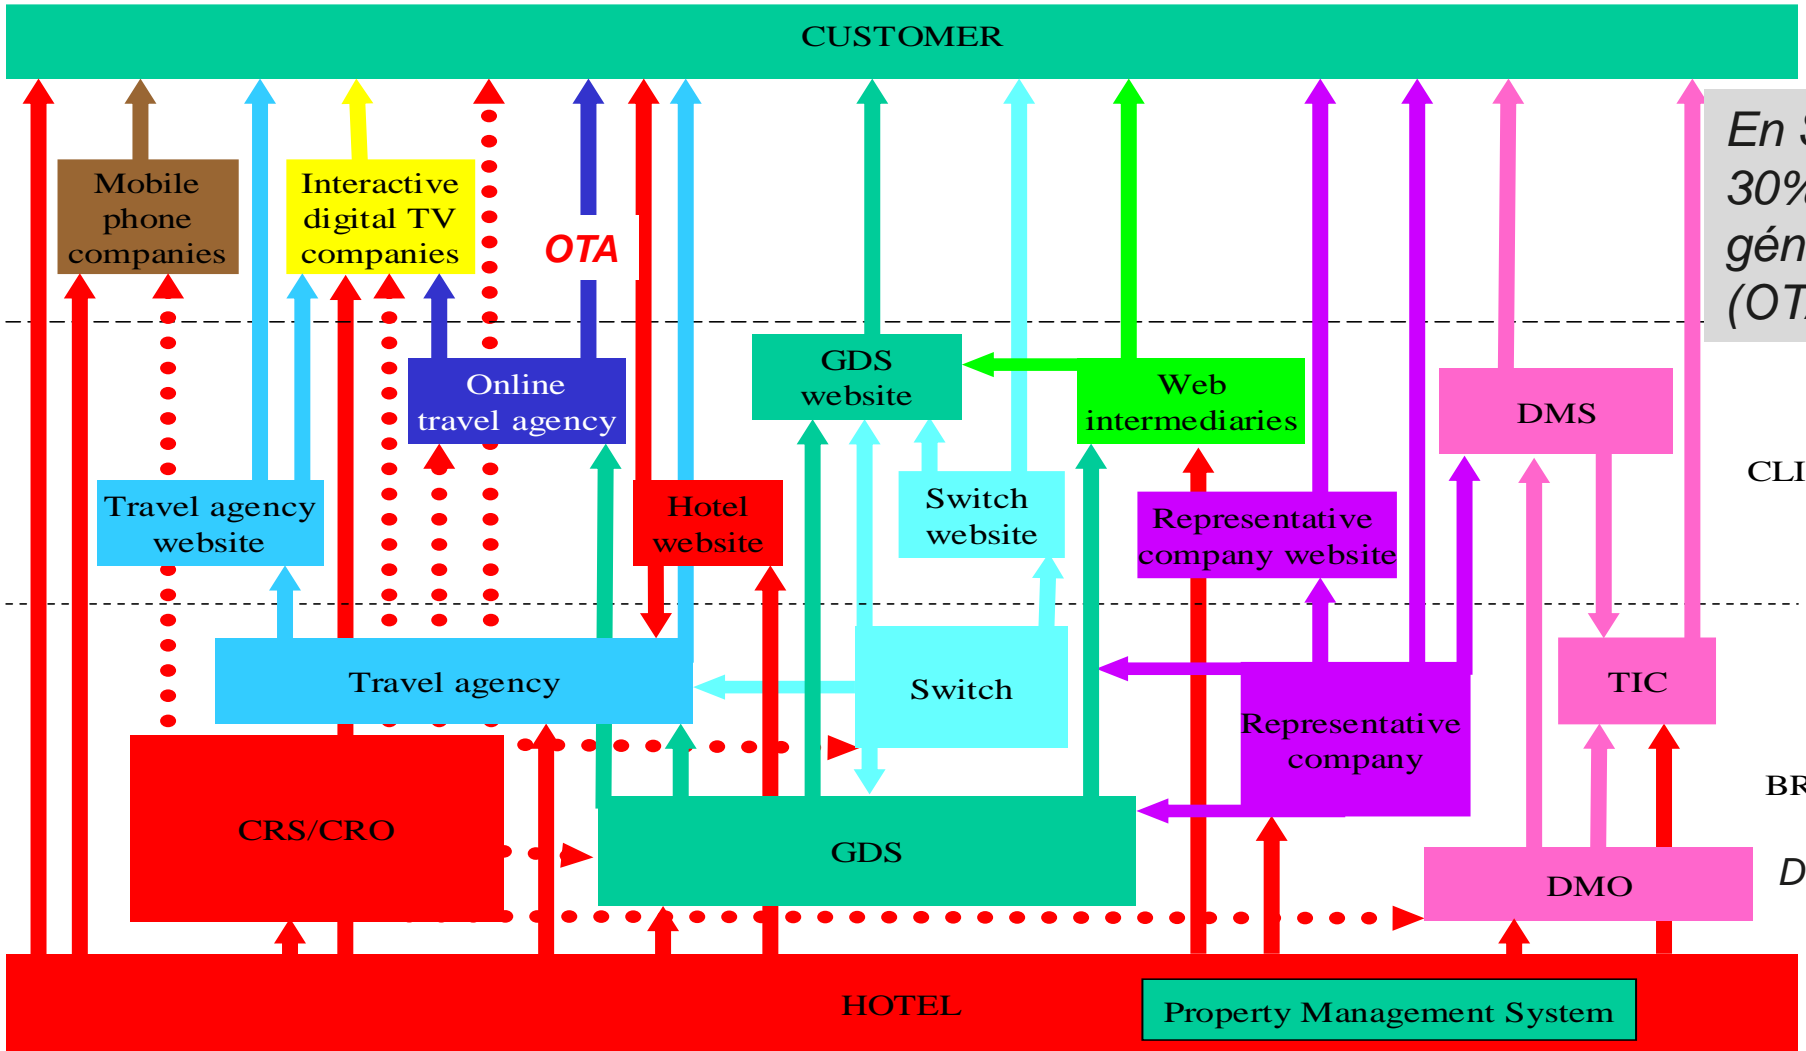 CUSTOMER
En S
30%
gén
(OTA
Mobile
phone
companies
Interactive
digital TV
companies
OTA
GDS
website
Online
travel agency
Web
intermediaries
DMS
CLI
Travel agency
website
Hotel
website
Switch
website
Representative
company website
Travel agency
Switch
TIC
Representative
company
BR
CRS/CRO
GDS
DMO
D
HOTEL
Property Management System